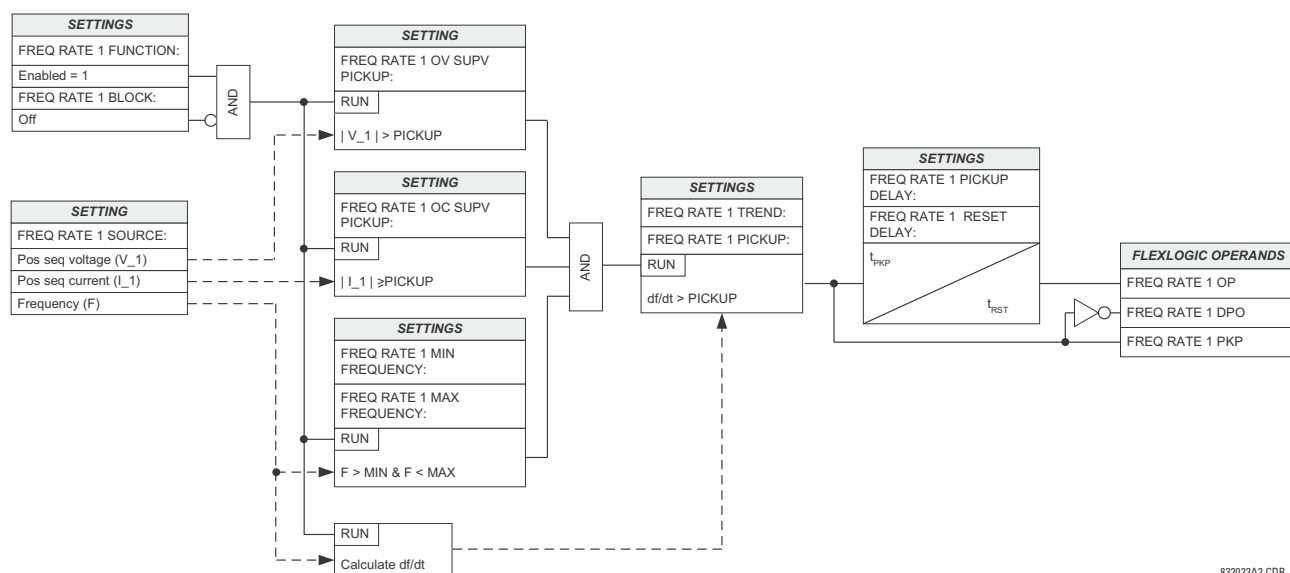 SETTINGS
FREQ RATE 1 FUNCTION:
Enabled = 1
FREQ RATE 1 BLOCK:
Off
AND
SETTING
FREQ RATE 1 SOURCE:
Pos seq voltage (V_1)
Pos seq current (I_1)
Frequency (F)
SETTING
FREQ RATE 1 OV SUPV
PICKUP:
RUN
| V_1 | > PICKUP
SETTING
FREQ RATE 1 OC SUPV
PICKUP:
RUN
| I_1 | ⩾PICKUP
SETTINGS
FREQ RATE 1 MIN
FREQUENCY:
FREQ RATE 1 MAX
FREQUENCY:
RUN
F > MIN & F < MAX
RUN
Calculate df/dt
AND
SETTINGS
FREQ RATE 1 TREND:
FREQ RATE 1 PICKUP:
RUN
df/dt > PICKUP
SETTINGS
FREQ RATE 1 PICKUP
DELAY:
FREQ RATE 1 RESET
DELAY:
tPKP
tRST
FLEXLOGIC OPERANDS
FREQ RATE 1 OP
FREQ RATE 1 DPO
FREQ RATE 1 PKP
832023A2.CDR